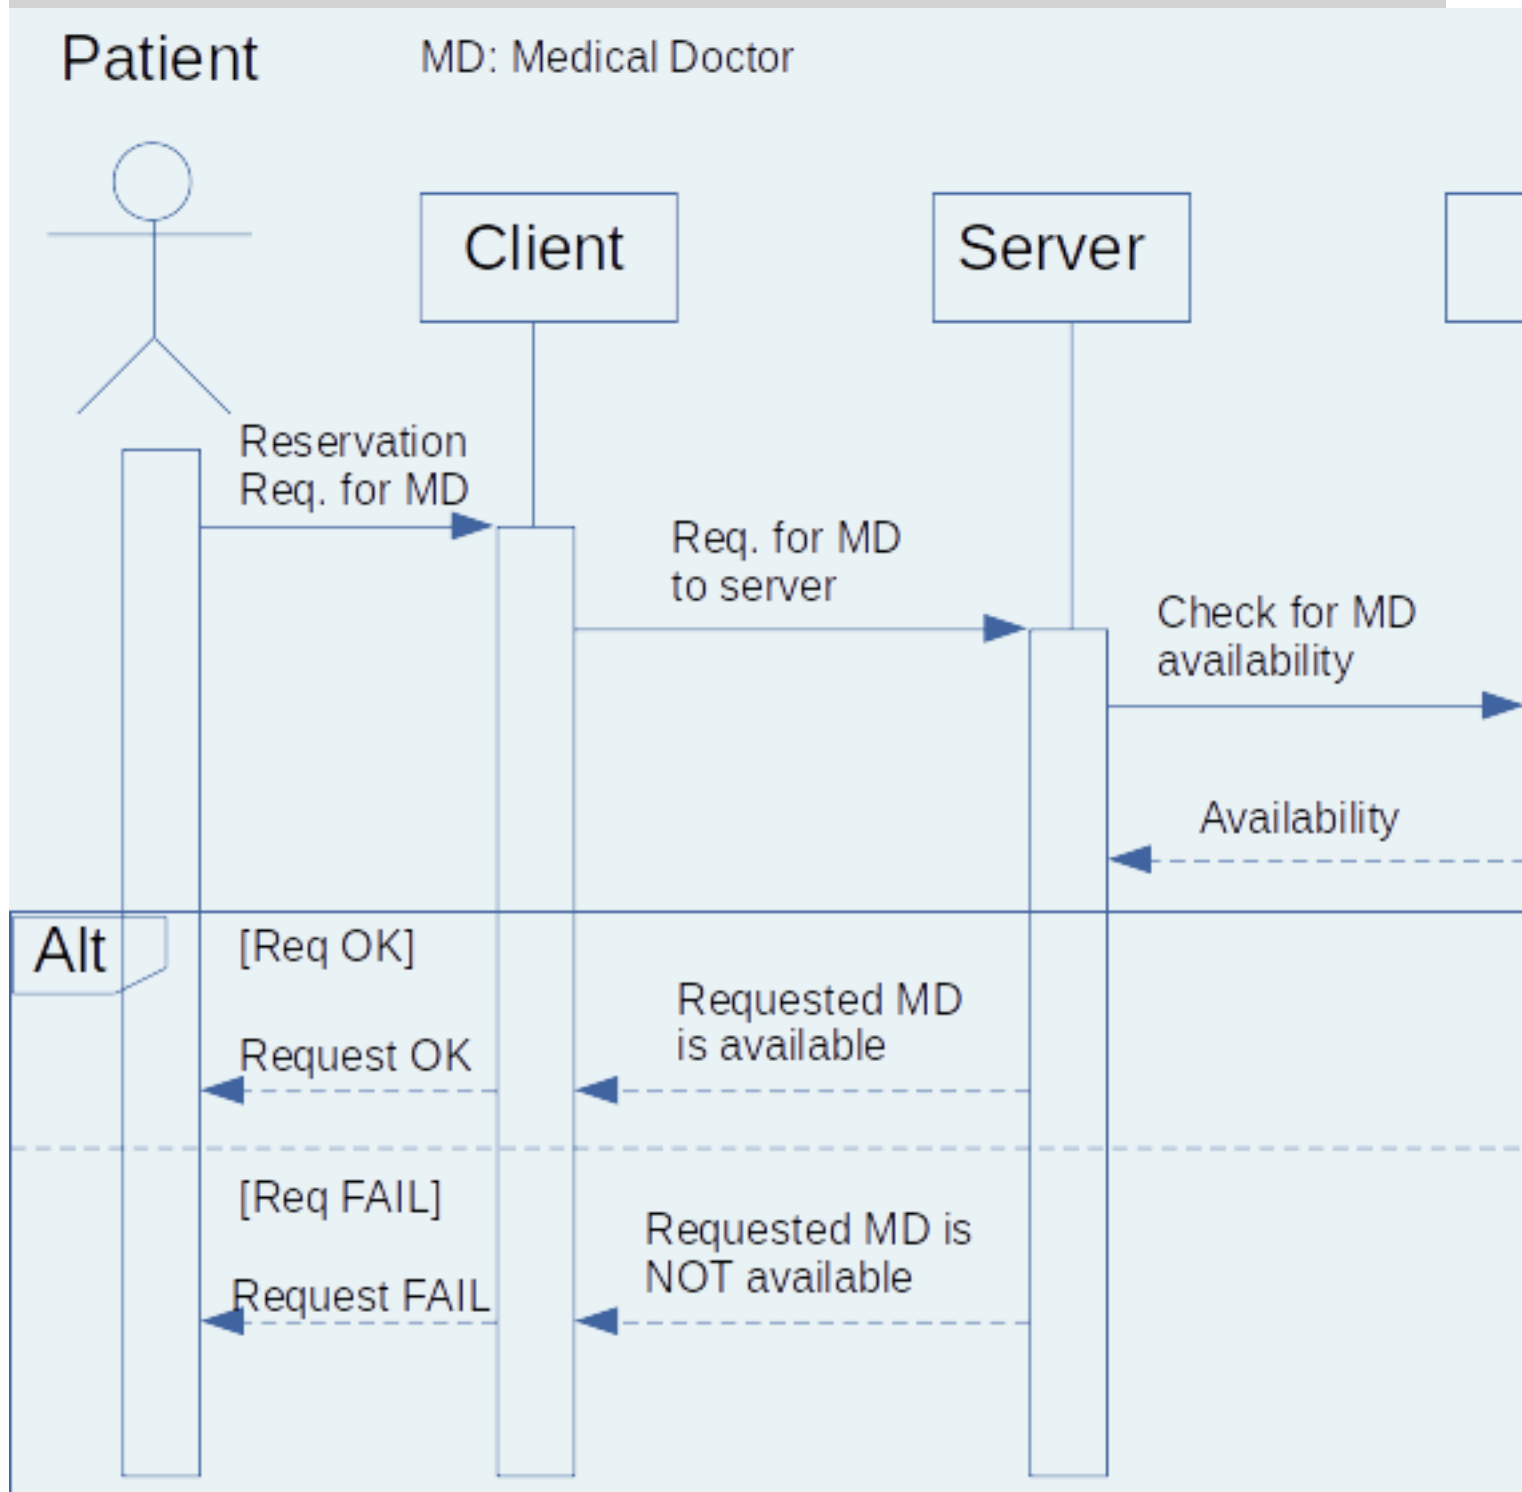 Patient
MD: Medical Doctor
Client
Server
Reservation
Req. for MD
Req. for MD
to server
Check for MD
availability
Availability
Alt
[Req OK]
Requested MD
is available
Request OK
[Req FAIL]
Requested MD is
NOT available
Request FAIL